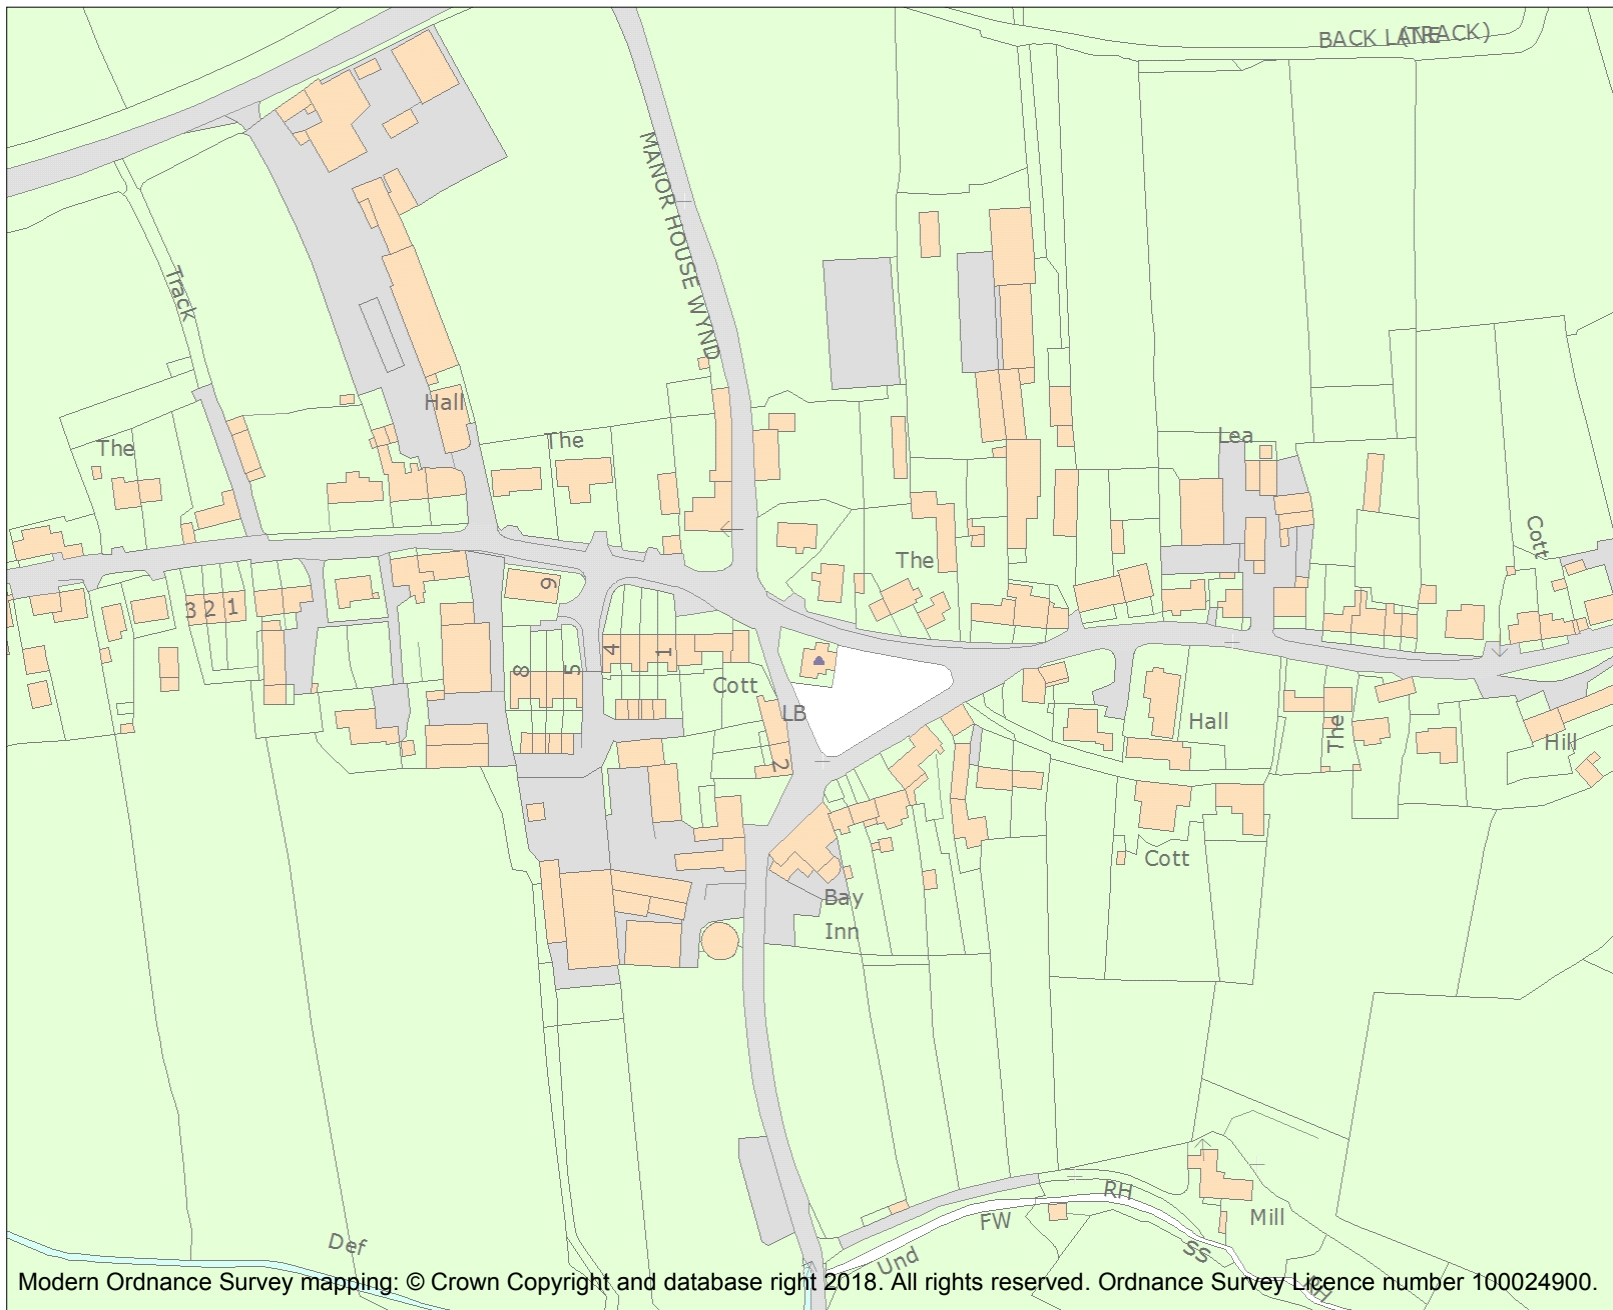 BACK LANE
(TRACK)
MANOR HOUSE WYND
Track
Hall
The
The
Lea
Cott
The
6
3 2 1
4
1
8
5
Cott
LB
2
Hall
The
Hill
Cott
Bay
Inn
RH
FW
Mill
Und
SS
Def
RH
Modern Ordnance Survey mapping: © Crown Copyright and database right 2018. All rights reserved. Ordnance Survey Licence number 100024900.